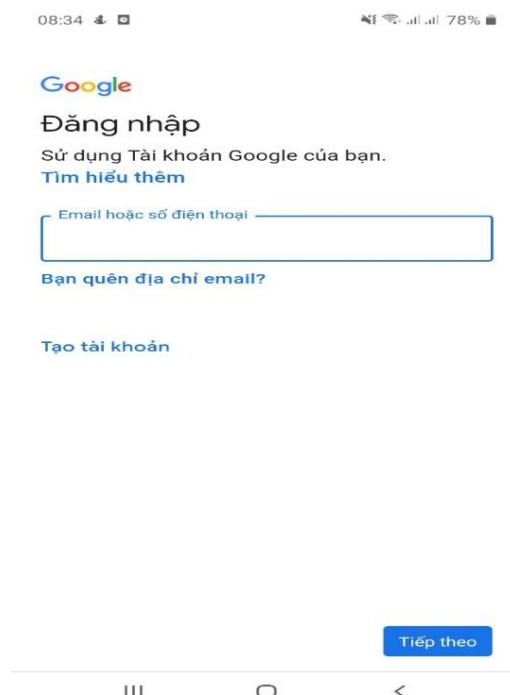 08:34 78%
Google
Đăng nhập
Sử dụng Tài khoản Google của bạn.
Tìm hiểu thêm
Email hoặc số điện thoại
Bạn quên địa chỉ email?
Tạo tài khoản
Tiếp theo